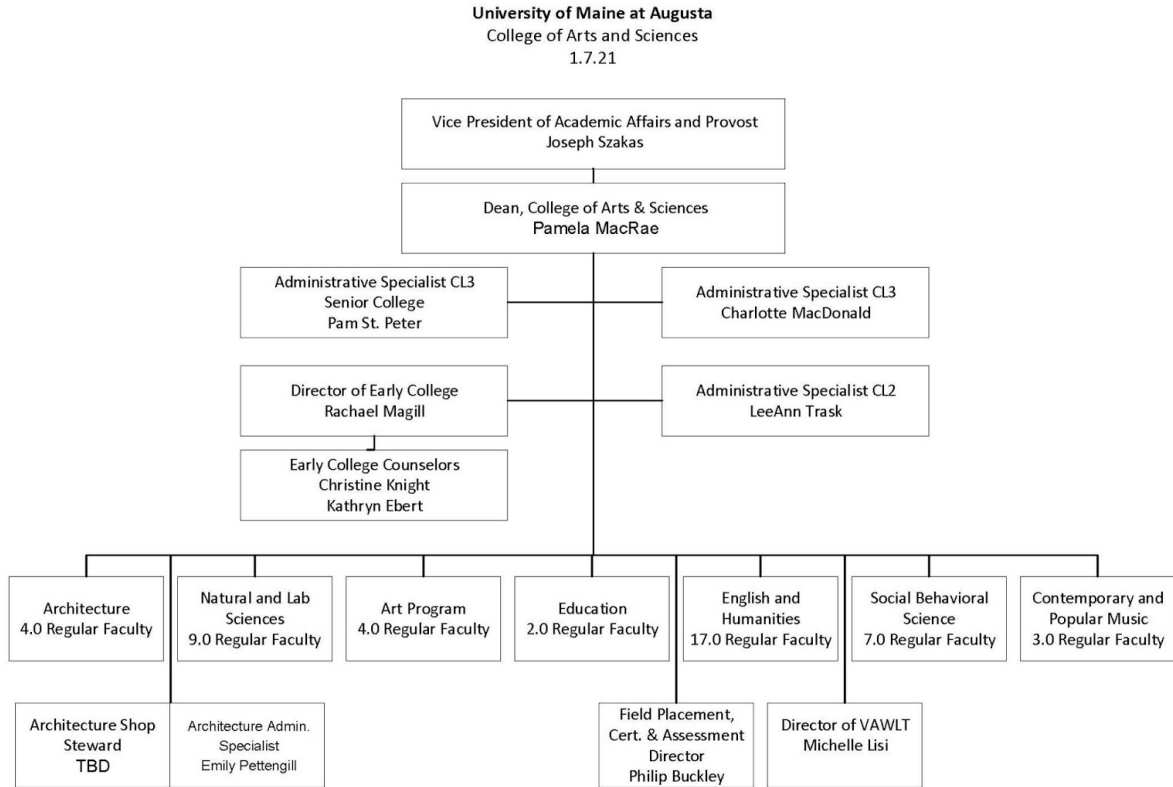 University of Maine at Augusta
College of Arts and Sciences
1.7.21
Vice President of Academic Affairs and Provost
Joseph Szakas
Dean, College of Arts & Sciences
Pamela MacRae
Administrative Specialist CL3
Senior College
Pam St. Peter
Administrative Specialist CL3
Charlotte MacDonald
Director of Early College
Rachael Magill
Administrative Specialist CL2
LeeAnn Trask
Early College Counselors
Christine Knight
Kathryn Ebert
Architecture
4.0 Regular Faculty
Natural and Lab
Sciences
9.0 Regular Faculty
Art Program
4.0 Regular Faculty
Education
2.0 Regular Faculty
English and
Humanities
17.0 Regular Faculty
Social Behavioral
Science
7.0 Regular Faculty
Contemporary and
Popular Music
3.0 Regular Faculty
Architecture Shop
Steward
TBD
Architecture Admin.
Specialist
Emily Pettengill
Field Placement,
Cert. & Assessment
Director
Philip Buckley
Director of VAWLT
Michelle Lisi